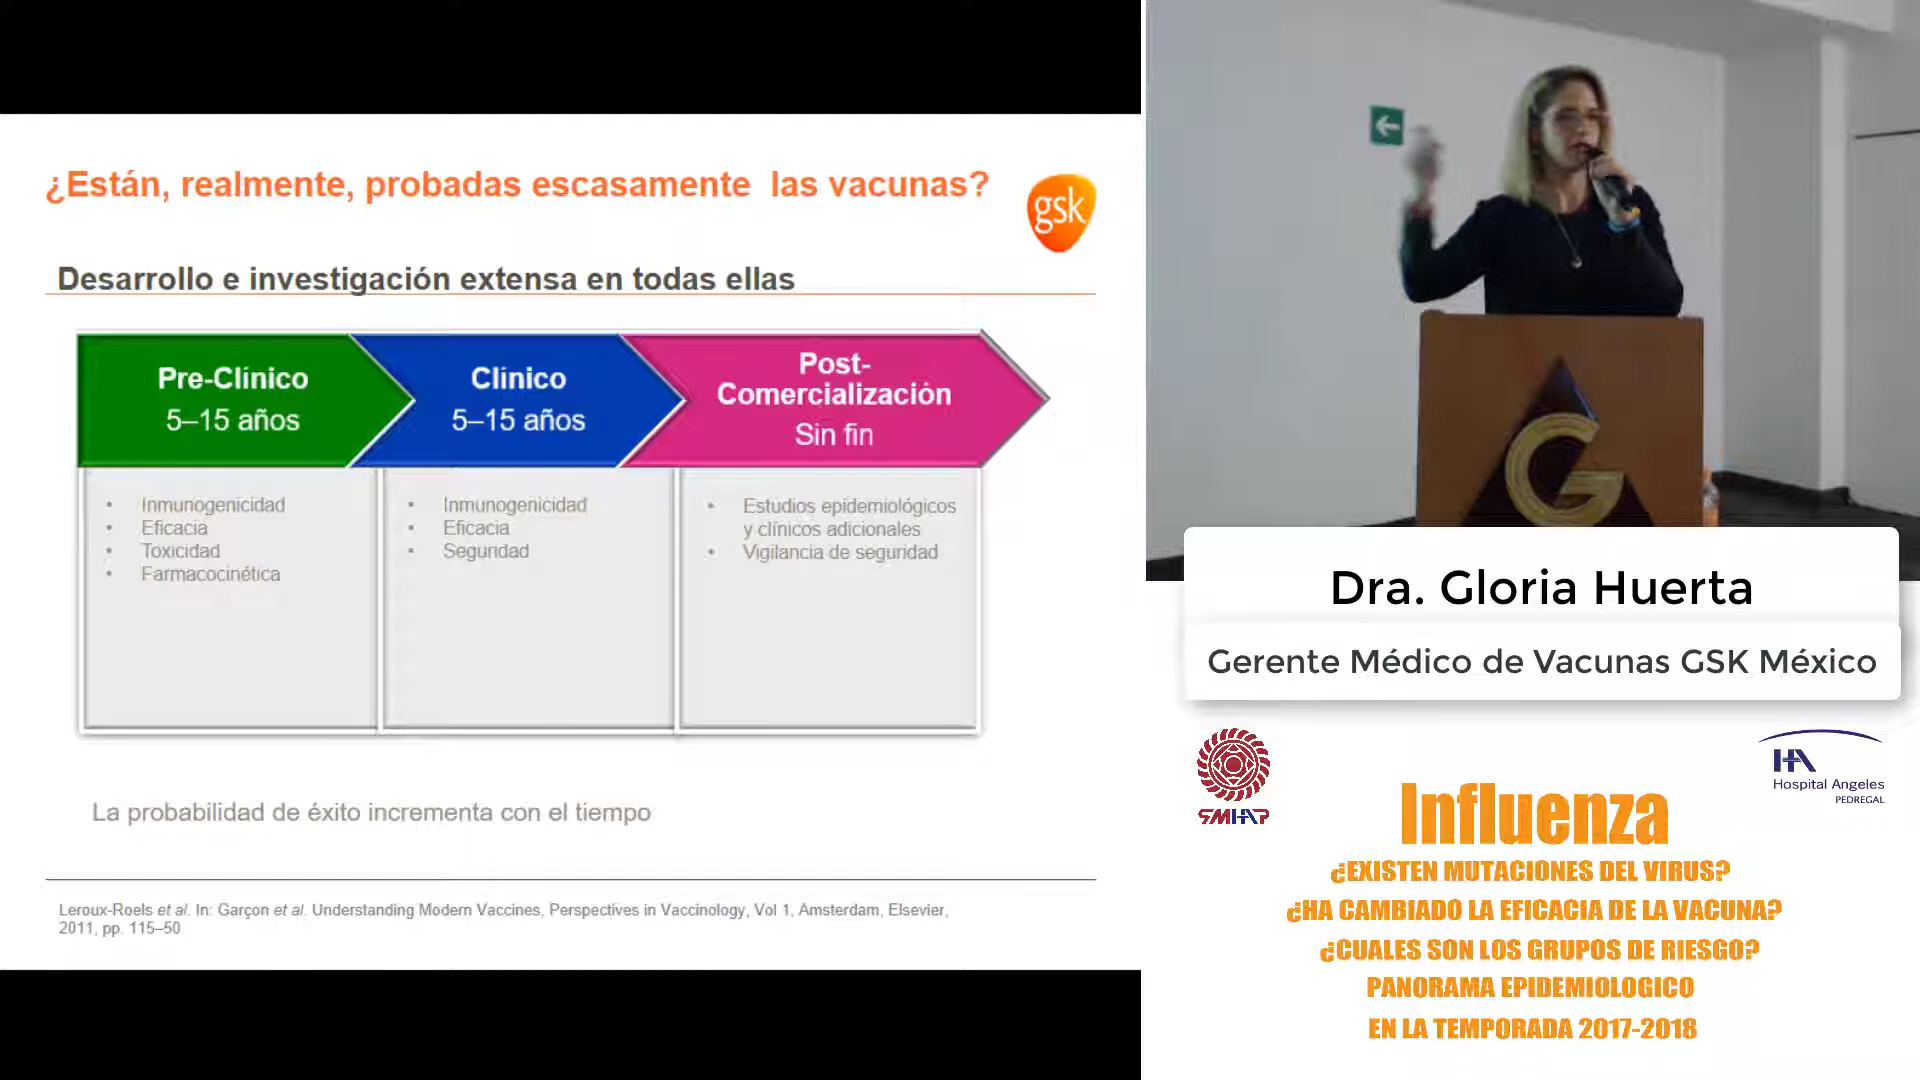 ¿Están, realmente, probadas escasamente las vacunas?
gsk
Desarrollo e investigación extensa en todas ellas
Pre-Clínico
5–15 años
Clínico
5–15 años
Post-
Comercialización
Sin fin
• Inmunogenicidad
• Eficacia
• Toxicidad
• Farmacocinética
• Inmunogenicidad
• Eficacia
• Seguridad
• Estudios epidemiológicos
y clínicos adicionales
• Vigilancia de seguridad
La probabilidad de éxito incrementa con el tiempo
Leroux-Roels et al. In: Garçon et al. Understanding Modern Vaccines, Perspectives in Vaccinology, Vol 1, Amsterdam, Elsevier,
2011, pp. 115–50
G
Dra. Gloria Huerta
Gerente Médico de Vacunas GSK México
SMHAP
HA
Hospital Angeles
PEDREGAL
Influenza
¿EXISTEN MUTACIONES DEL VIRUS?
¿HA CAMBIADO LA EFICACIA DE LA VACUNA?
¿CUALES SON LOS GRUPOS DE RIESGO?
PANORAMA EPIDEMIOLOGICO
EN LA TEMPORADA 2017-2018